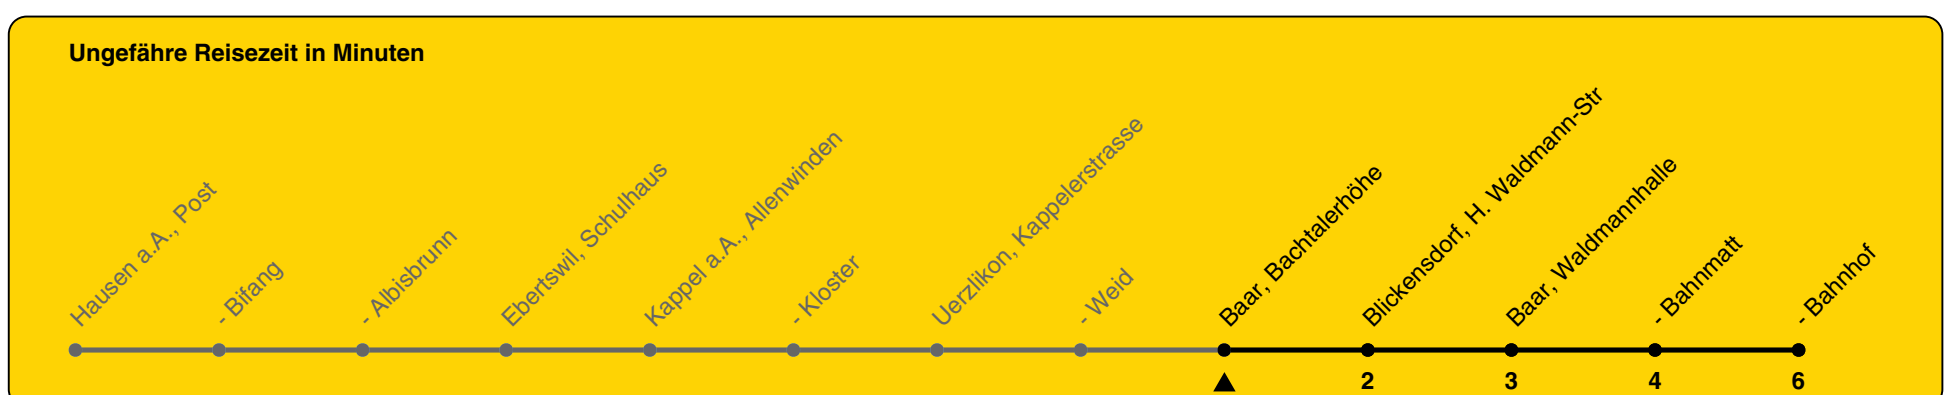 Ungefähre Reisezeit in Minuten
Hausen a.A., Post
- Bifang
- Albisbrunn
Ebertswil, Schulhaus
Kappel a.A., Allenwinden
- Kloster
Uerzlikon, Kappelerstrasse
- Weid
Baar, Bachtalerhöhe
Blickensdorf, H. Waldmann-Str
Baar, Waldmannhalle
- Bahnmatt
- Bahnhof
2 3 4 6